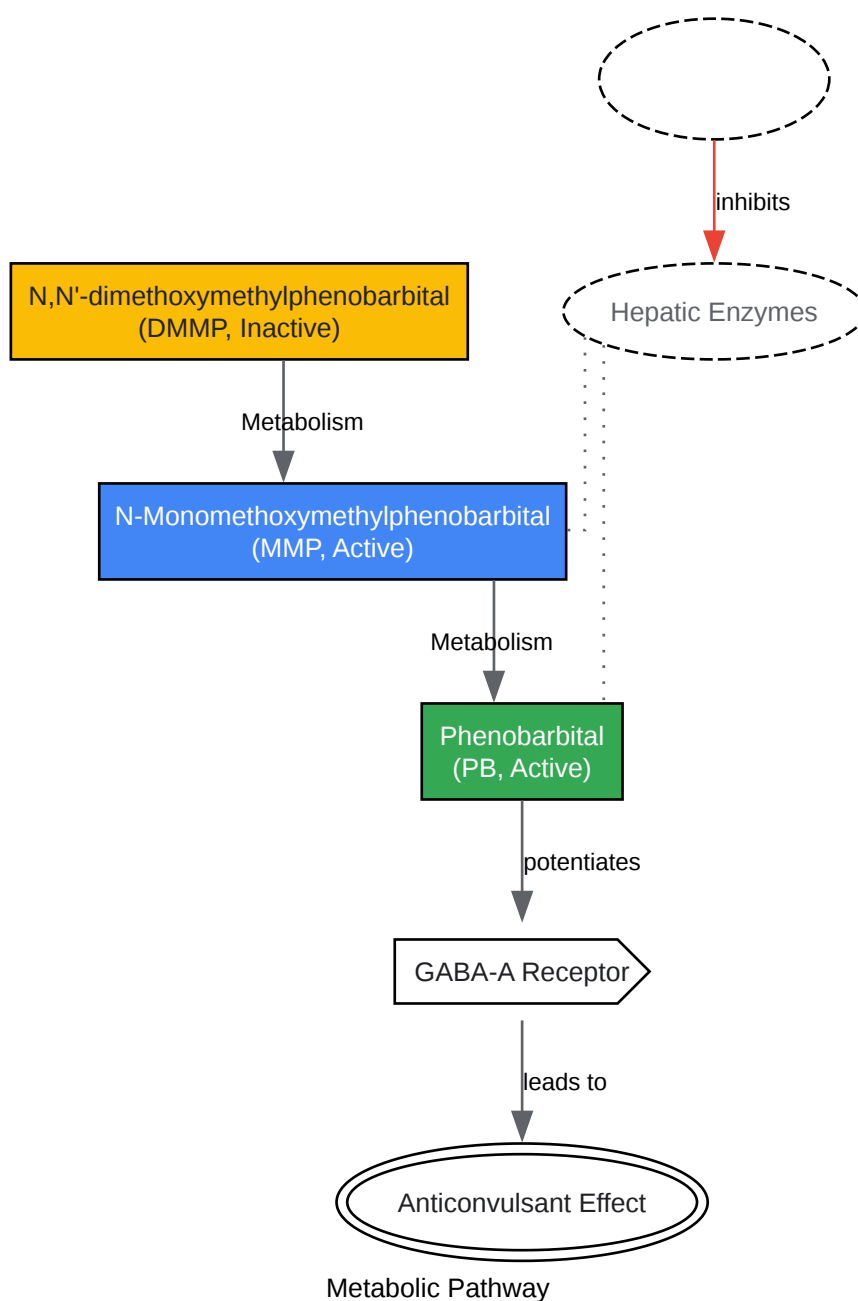 inhibits
N,N'-dimethoxymethylphenobarbital
(DMMP, Inactive)
Hepatic Enzymes
Metabolism
N-Monomethoxymethylphenobarbital
(MMP, Active)
Metabolism
Phenobarbital
(PB, Active)
potentiates
GABA-A Receptor
leads to
Anticonvulsant Effect
Metabolic Pathway